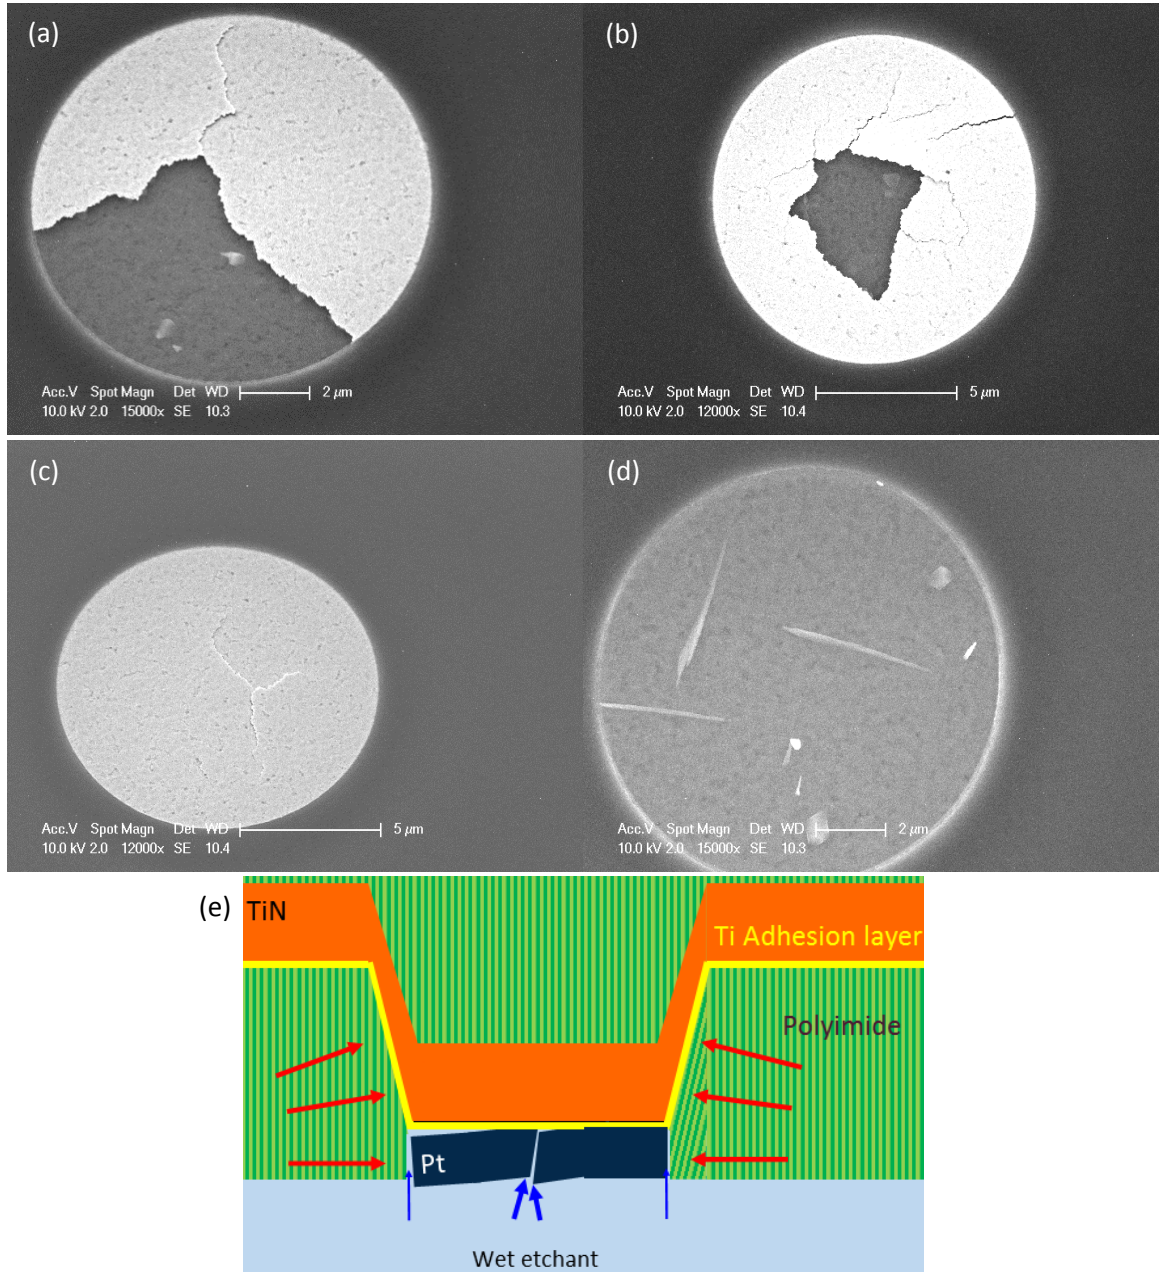 (a)
Acc.V Spot Magn Det WD 2 µm
10.0 kV 2.0 15000x SE 10.3
(b)
Acc.V Spot Magn Det WD 5 µm
10.0 kV 2.0 12000x SE 10.4
(c)
Acc.V Spot Magn Det WD 5 µm
10.0 kV 2.0 12000x SE 10.4
(d)
Acc.V Spot Magn Det WD 2 µm
10.0 kV 2.0 15000x SE 10.3
(e)
TiN
Ti Adhesion layer
Polyimide
Pt
Wet etchant